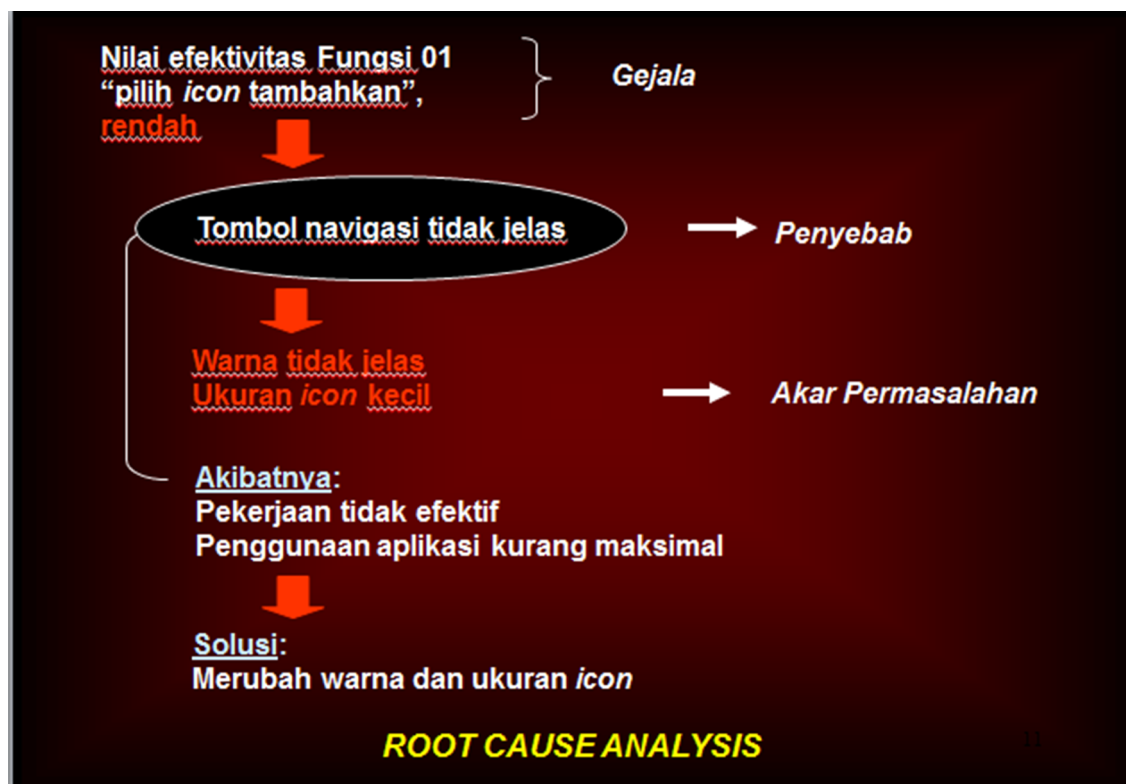 Nilai efektivitas Fungsi 01
“pilih icon tambahkan”,
rendah
Gejala
Tombol navigasi tidak jelas
Penyebab
Warna tidak jelas
Ukuran icon kecil
Akar Permasalahan
Akibatnya:
Pekerjaan tidak efektif
Penggunaan aplikasi kurang maksimal
Solusi:
Merubah warna dan ukuran icon
ROOT CAUSE ANALYSIS
11